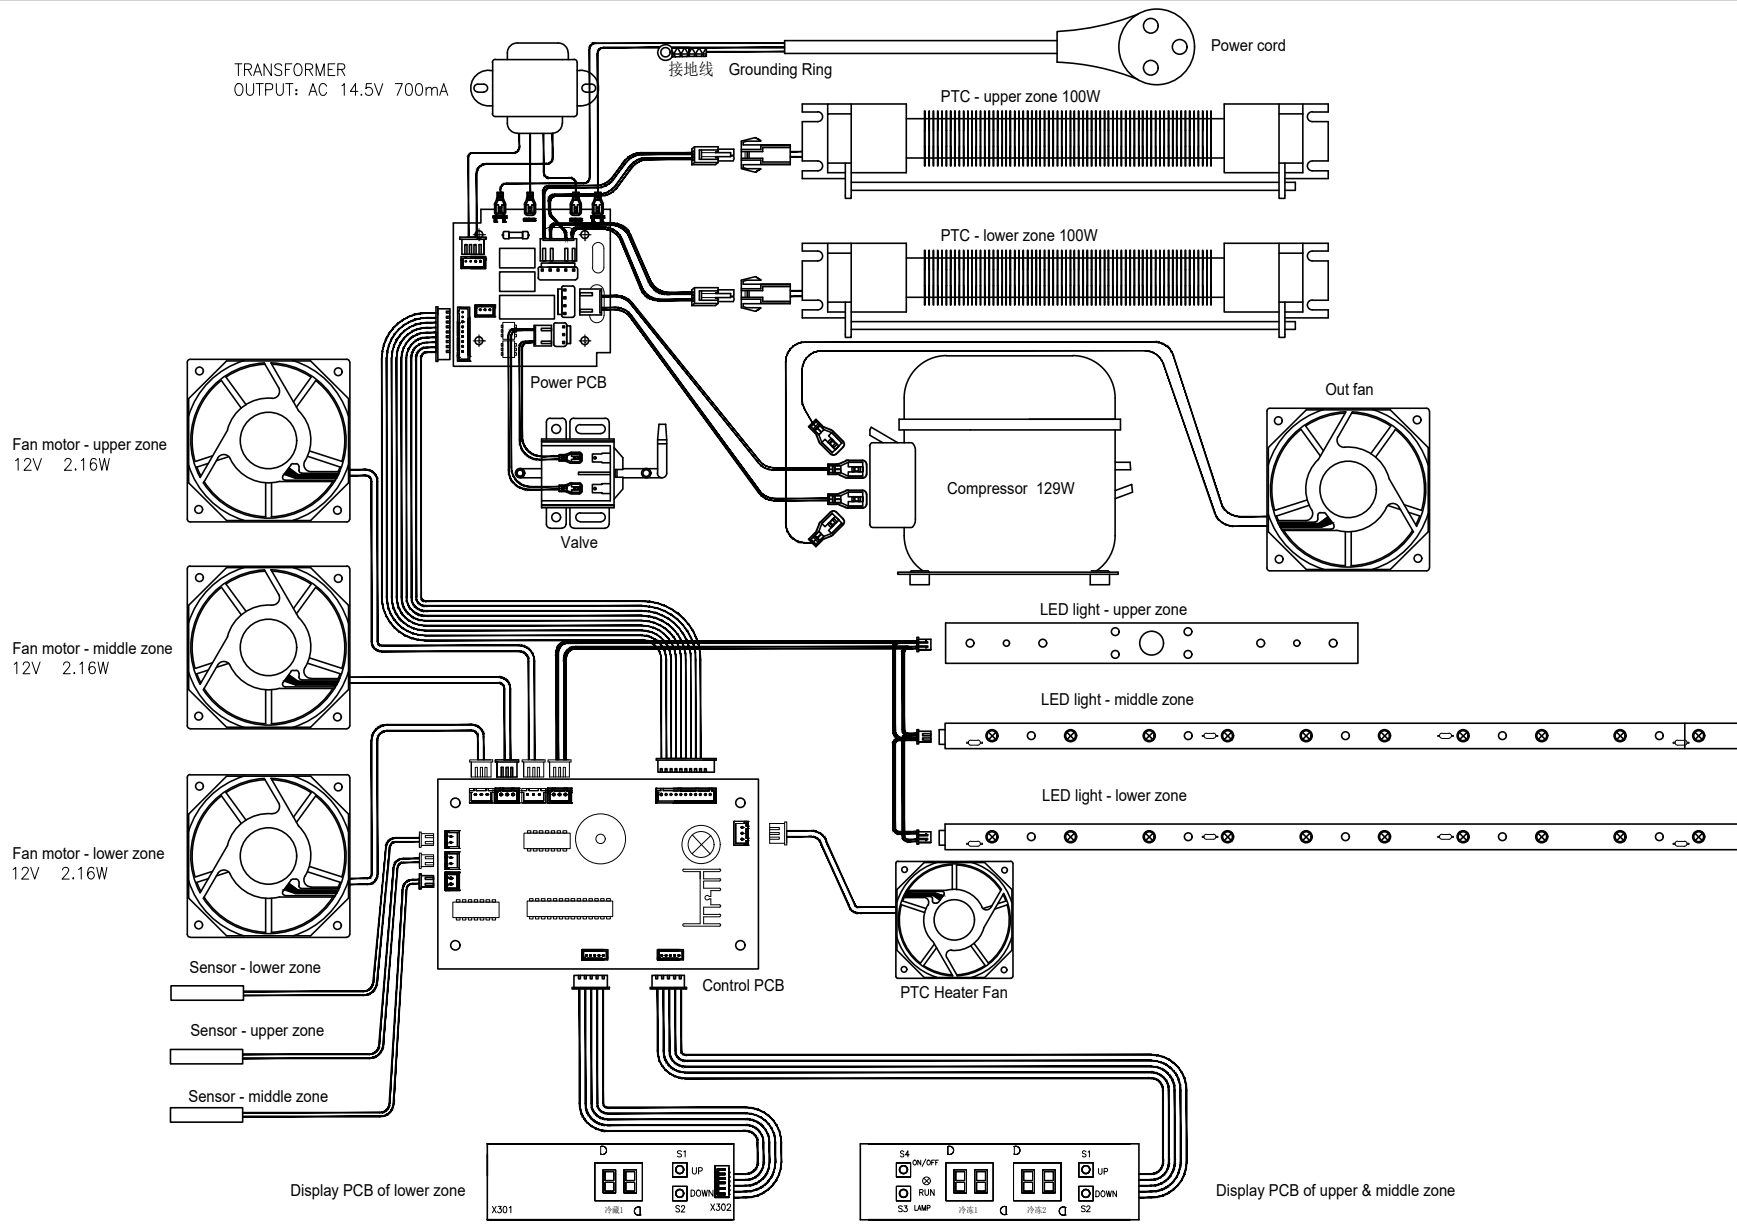 Power cord
TRANSFORMER
OUTPUT: AC 14.5V 700mA
接地线 Grounding Ring
PTC - upper zone 100W
PTC - lower zone 100W
Power PCB
Out fan
Fan motor - upper zone
12V 2.16W
Compressor 129W
Valve
LED light - upper zone
Fan motor - middle zone
12V 2.16W
LED light - middle zone
LED light - lower zone
Fan motor - lower zone
12V 2.16W
Sensor - lower zone
Control PCB
PTC Heater Fan
Sensor - upper zone
Sensor - middle zone
Display PCB of lower zone
D
S1
UP
DOWN
X301
冷藏1
D
S2
X302
S4
ON/OFF
RUN
S3
LAMP
D
D
冷冻1
D
冷冻2
D
S1
UP
DOWN
S2
Display PCB of upper & middle zone